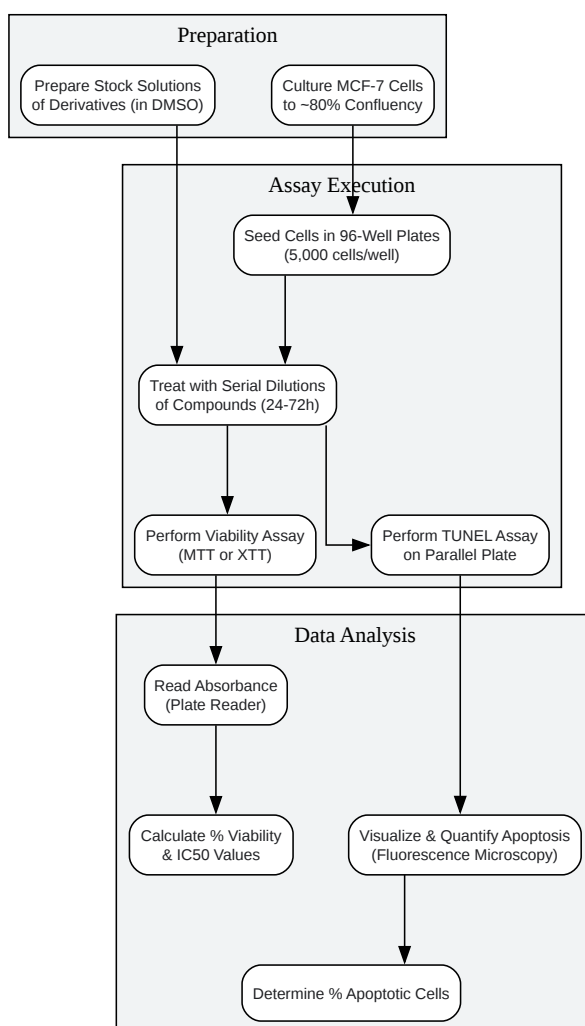 Preparation
Prepare Stock Solutions
of Derivatives (in DMSO)
Culture MCF-7 Cells
to ~80% Confluency
Assay Execution
Seed Cells in 96-Well Plates
(5,000 cells/well)
Treat with Serial Dilutions
of Compounds (24-72h)
Perform Viability Assay
(MTT or XTT)
Perform TUNEL Assay
on Parallel Plate
Data Analysis
Read Absorbance
(Plate Reader)
Calculate % Viability
& IC50 Values
Visualize & Quantify Apoptosis
(Fluorescence Microscopy)
Determine % Apoptotic Cells